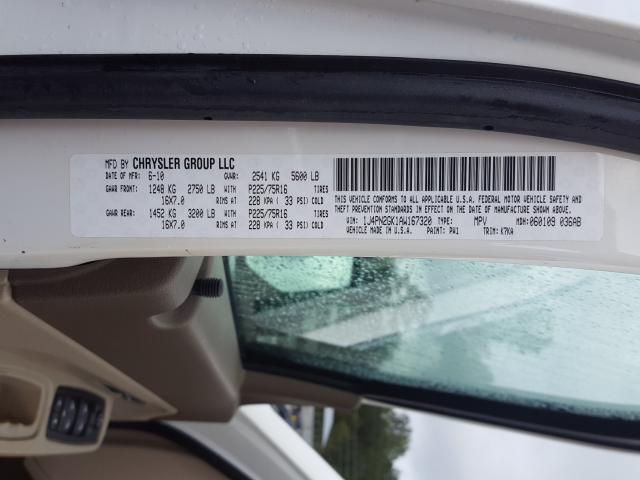 MFD BY CHRYSLER GROUP LLC
DATE OF MFR 6-10 GVWR: 2541 KG 5600 LB
GAWR FRONT: 1248 KG 2750 LB WITH P225/75R16 TIRES
16X7.0 RIMS AT 228 KPA ( 33 PSI) COLD
GAWR REAR: 1452 KG 3200 LB WITH P225/75R16 TIRES
16X7.0 RIMS AT 228 KPA ( 33 PSI) COLD
THIS VEHICLE CONFORMS TO ALL APPLICABLE U.S.A. FEDERAL MOTOR VEHICLE SAFETY AND
THEFT PREVENTION STANDARDS IN EFFECT ON THE DATE OF MANUFACTURE SHOWN ABOVE.
VIN: 1J4PN2GK1AW167320 TYPE: MPV MDH: 060109 036AB
VEHICLE MADE IN U.S.A. PAINT: PW1 TRIM: K7KA